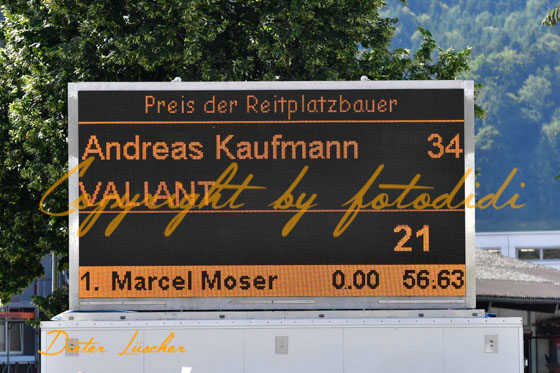 Preis der Reitplatzbauer
Andreas Kaufmann 34
VALIANT
Copyright by fotodidi
21
1. Marcel Moser 0.00 56.63
Dieter Lüscher